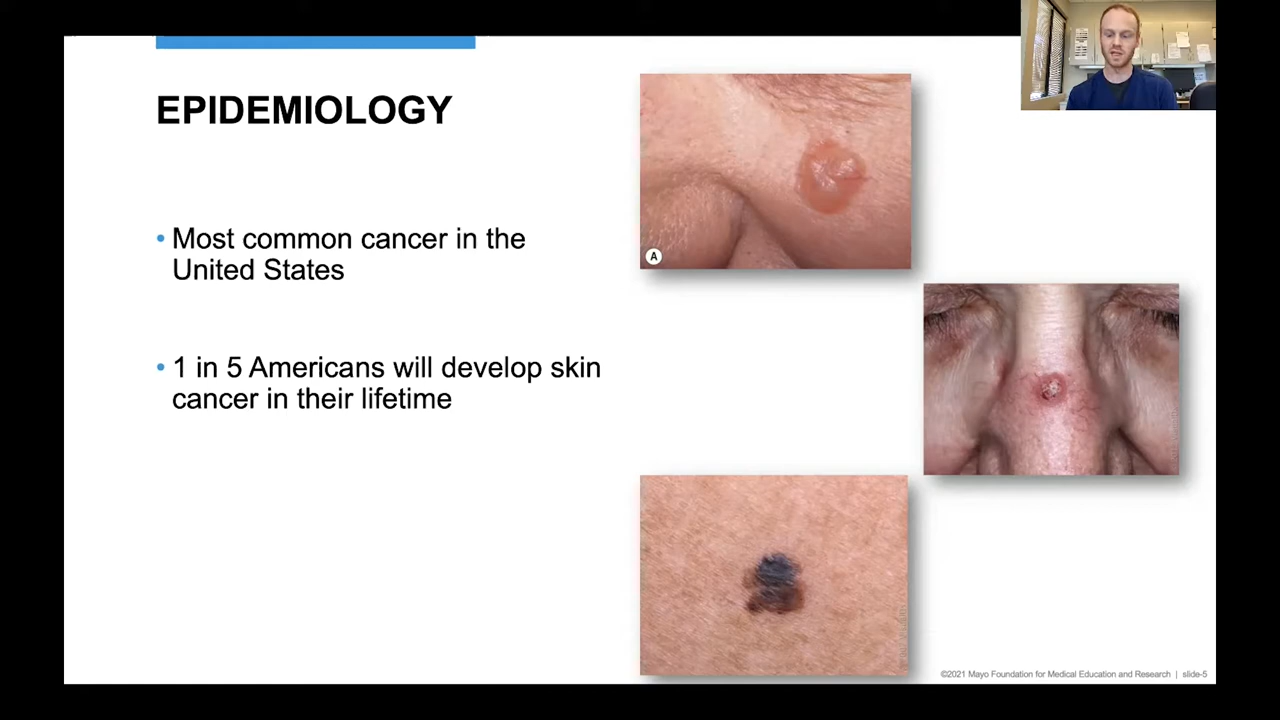 EPIDEMIOLOGY
• Most common cancer in the
United States
• 1 in 5 Americans will develop skin
cancer in their lifetime
A
©2021 Mayo Foundation for Medical Education and Research | slide-5